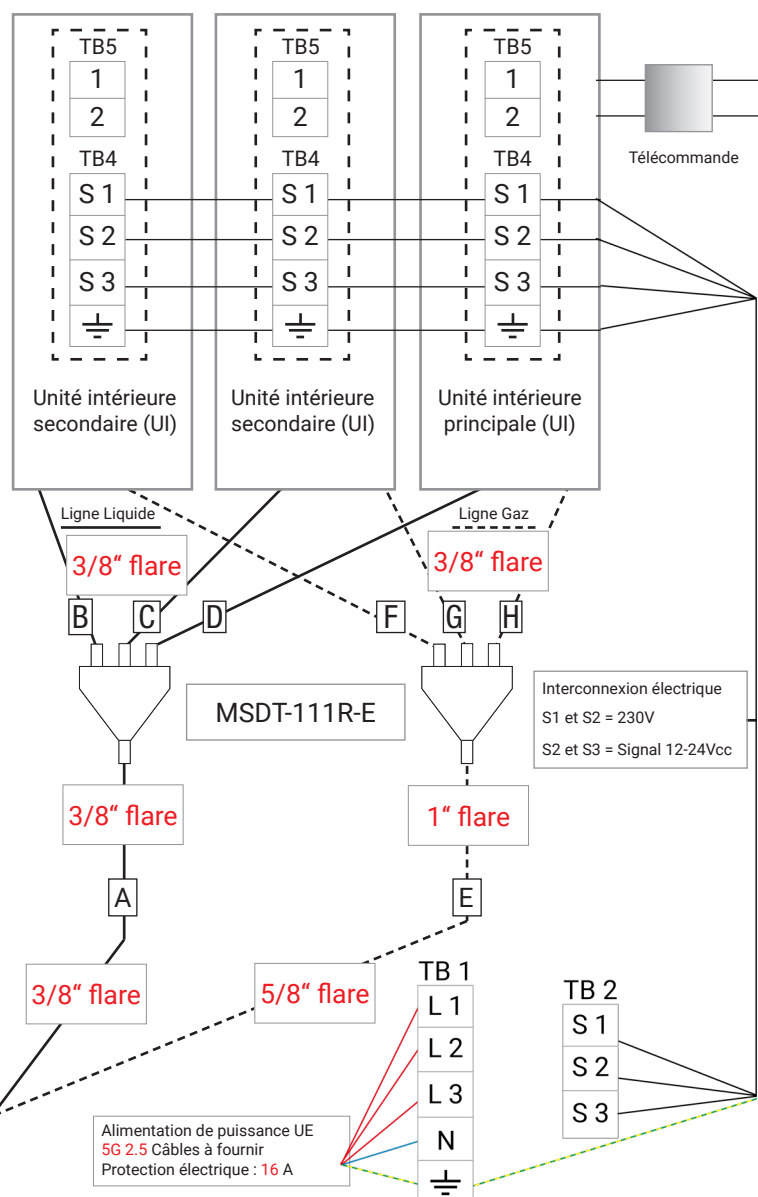 TB5
1
2
TB4
S 1
S 2
S 3
Unité intérieure
secondaire (UI)
TB5
1
2
TB4
S 1
S 2
S 3
Unité intérieure
secondaire (UI)
TB5
1
2
TB4
S 1
S 2
S 3
Unité intérieure
principale (UI)
Télécommande
Ligne Liquide
3/8“ flare
Ligne Gaz
3/8“ flare
B
C
D
F
G
H
MSDT-111R-E
Interconnexion électrique
S1 et S2 = 230V
S2 et S3 = Signal 12-24Vcc
3/8“ flare
1“ flare
A
E
3/8“ flare
5/8“ flare
TB 1
L 1
L 2
L 3
N
TB 2
S 1
S 2
S 3
Alimentation de puissance UE
5G 2.5 Câbles à fournir
Protection électrique : 16 A